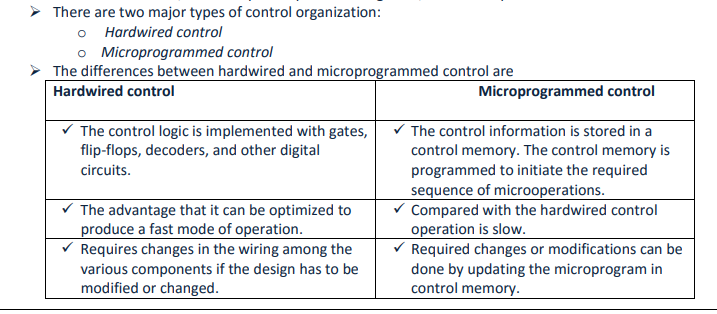 ➤ There are two major types of control organization:
o Hardwired control
o Microprogrammed control
➤ The differences between hardwired and microprogrammed control are
Hardwired control
Microprogrammed control
✓ The control logic is implemented with gates,
flip-flops, decoders, and other digital
circuits.
✓ The control information is stored in a
control memory. The control memory is
programmed to initiate the required
sequence of microoperations.
✓ The advantage that it can be optimized to
produce a fast mode of operation.
✓ Compared with the hardwired control
operation is slow.
✓ Requires changes in the wiring among the
various components if the design has to be
modified or changed.
✓ Required changes or modifications can be
done by updating the microprogram in
control memory.